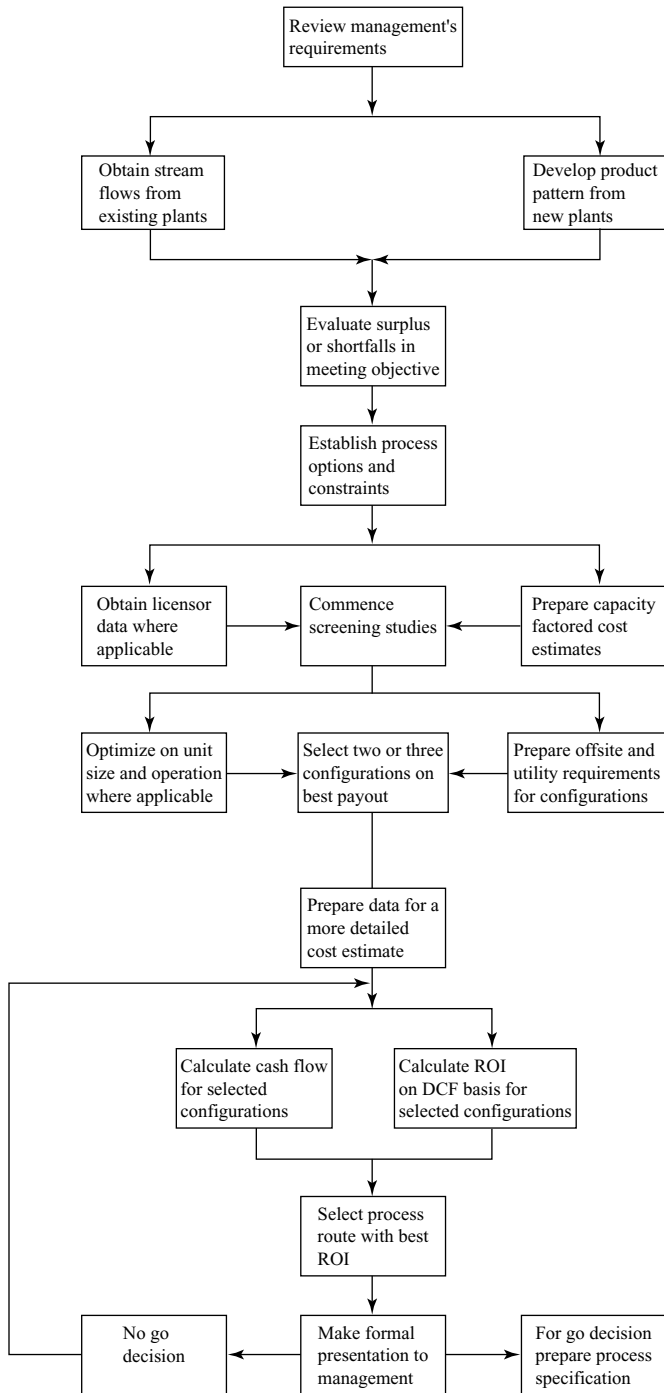 Review management's
requirements
Obtain stream
flows from
existing plants
Develop product
pattern from
new plants
Evaluate surplus
or shortfalls in
meeting objective
Establish process
options and
constraints
Obtain licensor
data where
applicable
Commence
screening studies
Prepare capacity
factored cost
estimates
Optimize on unit
size and operation
where applicable
Select two or three
configurations on
best payout
Prepare offsite and
utility requirements
for configurations
Prepare data for a
more detailed
cost estimate
Calculate cash flow
for selected
configurations
Calculate ROI
on DCF basis for
selected configurations
Select process
route with best
ROI
No go
decision
Make formal
presentation to
management
For go decision
prepare process
specification